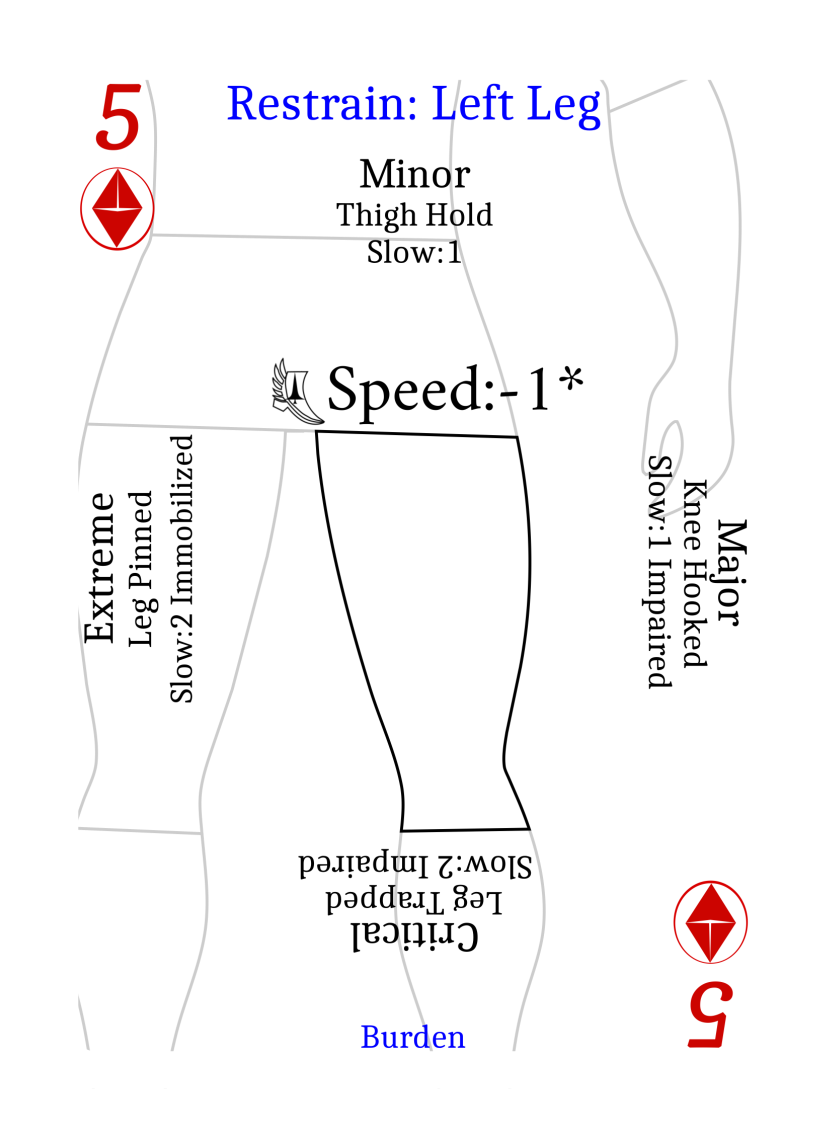 5
Restrain: Left Leg
Minor
Thigh Hold
Slow:1
Speed:-1*
Extreme
Leg Pinned
Slow:2 Immobilized
Major
Knee Hooked
Slow:1 Impaired
Critical
Leg Trapped
Slow:2 Impaired
Burden
5